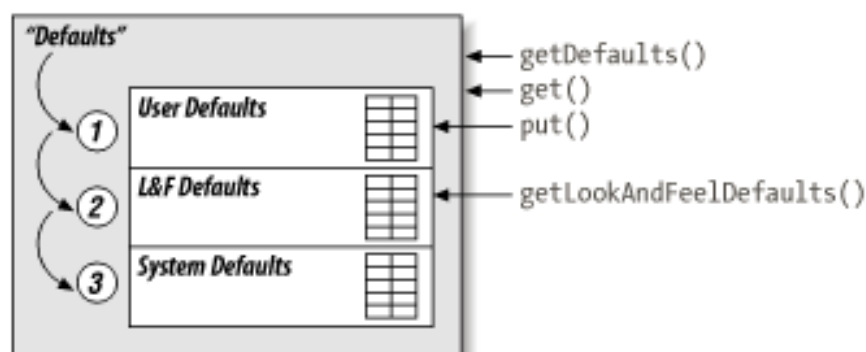 "Defaults"
getDefaults()
get()
1
User Defaults
put()
2
L&F Defaults
getLookAndFeelDefaults()
3
System Defaults